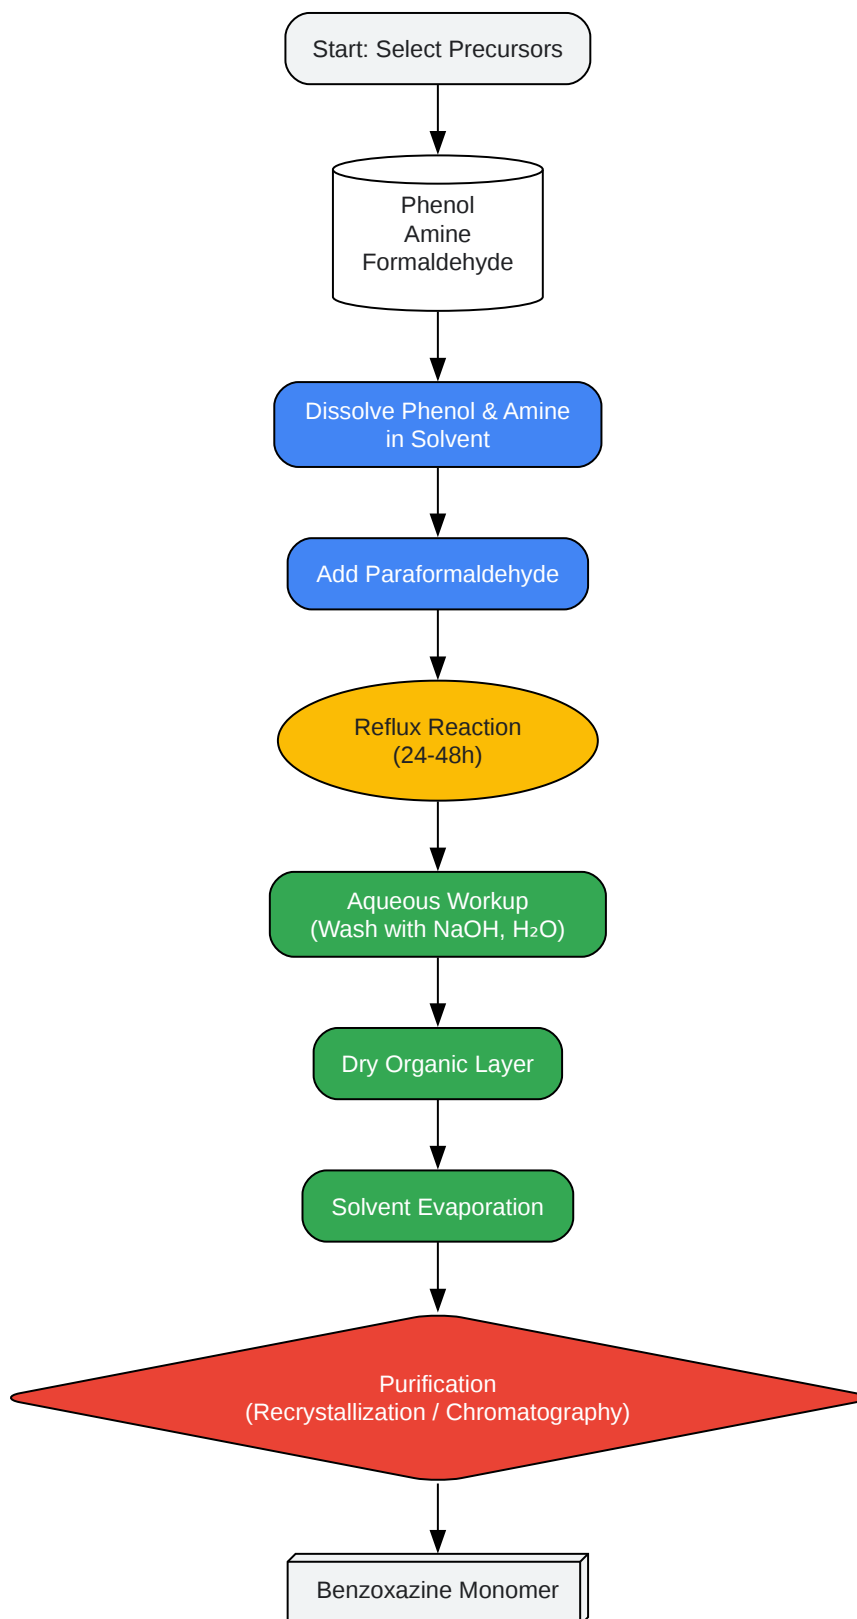 Start: Select Precursors
Phenol
Amine
Formaldehyde
Dissolve Phenol & Amine
in Solvent
Add Paraformaldehyde
Reflux Reaction
(24-48h)
Aqueous Workup
(Wash with NaOH, H₂O)
Dry Organic Layer
Solvent Evaporation
Purification
(Recrystallization / Chromatography)
Benzoxazine Monomer